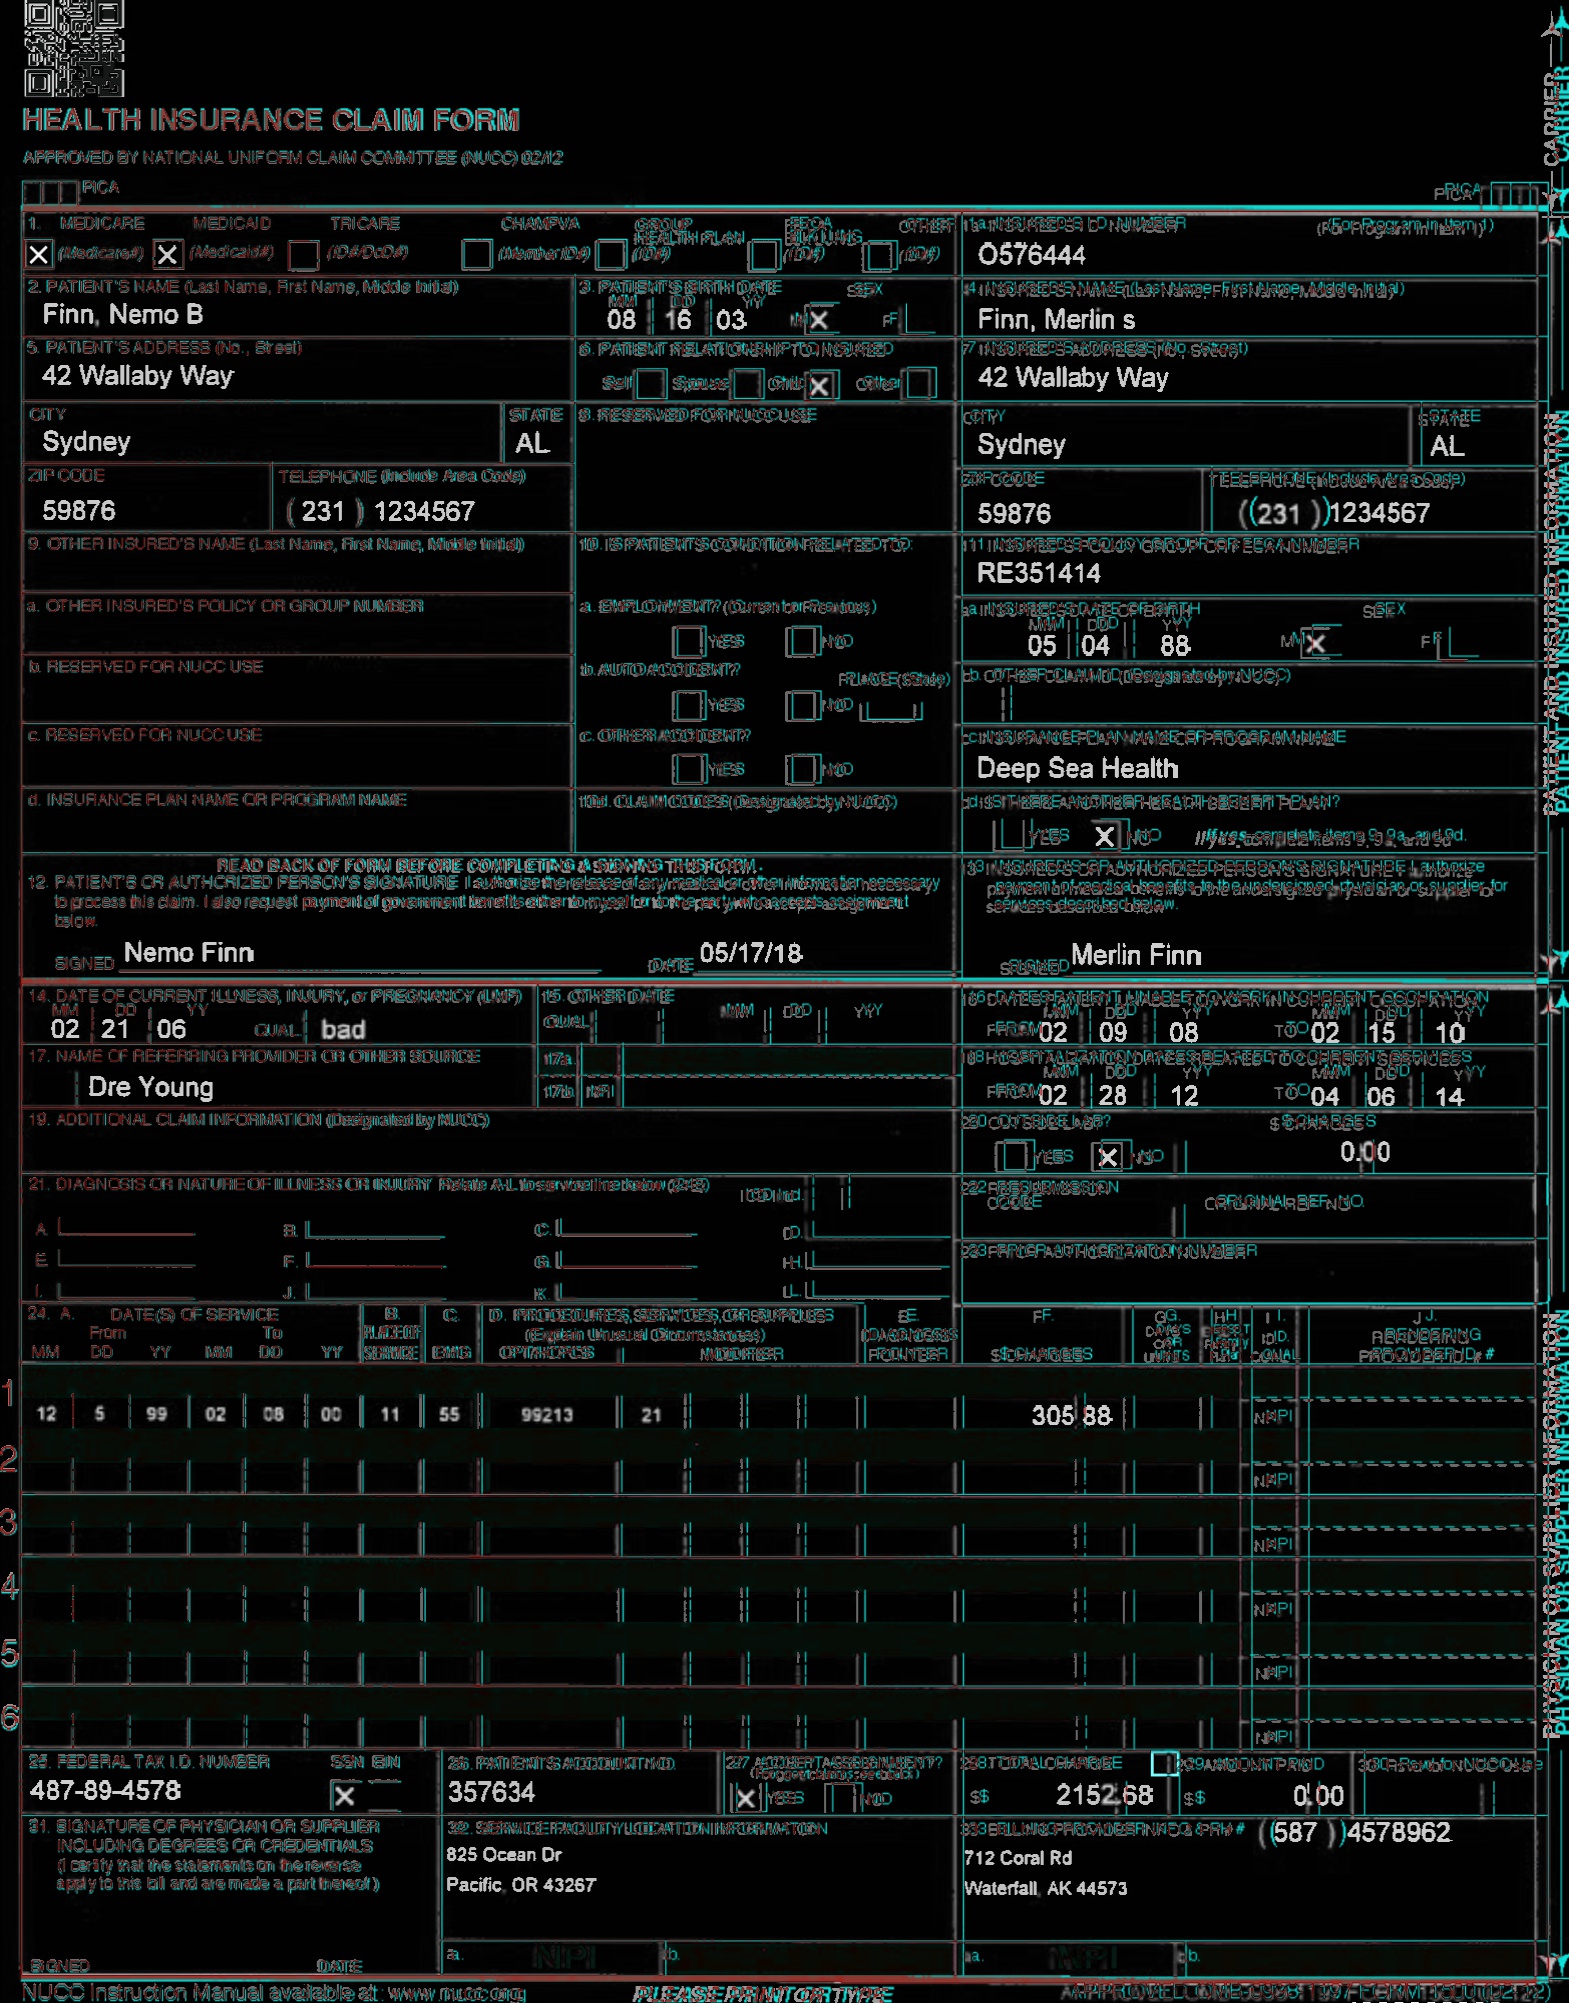 HEALTH INSURANCE CLAIM FORM
APPROVED BY NATIONAL UNIFORM CLAIM COMMITTEE (NUCC) 02/12
PICA PICA
1. MEDICARE MEDICAID TRICARE CHAMPVA GROUP HEALTH PLAN FECA BLK LUNG OTHER 1a. INSURED'S I.D. NUMBER (For Program in Item 1)
X (Medicare#) X (Medicaid#) (ID#/DoD#) (Member ID#) (ID#) (ID#) (ID#) O576444
2. PATIENT'S NAME (Last Name, First Name, Middle Initial) 3. PATIENT'S BIRTH DATE SEX 4. INSURED'S NAME (Last Name, First Name, Middle Initial)
MM DD YY
Finn, Nemo B 08 16 03 M X F Finn, Merlin s
5. PATIENT'S ADDRESS (No., Street) 6. PATIENT RELATIONSHIP TO INSURED 7. INSURED'S ADDRESS (No., Street)
42 Wallaby Way Self Spouse Child X Other 42 Wallaby Way
CITY STATE 8. RESERVED FOR NUCC USE CITY STATE
Sydney AL Sydney AL
ZIP CODE TELEPHONE (Include Area Code) ZIP CODE TELEPHONE (Include Area Code)
59876 (231) 1234567 59876 (231) 1234567
9. OTHER INSURED'S NAME (Last Name, First Name, Middle Initial) 10. IS PATIENT'S CONDITION RELATED TO: 11. INSURED'S POLICY GROUP OR FECA NUMBER
RE351414
a. OTHER INSURED'S POLICY OR GROUP NUMBER a. EMPLOYMENT? (Current or Previous) a. INSURED'S DATE OF BIRTH SEX
MM DD YY
YES NO 05 04 88 M X F
b. RESERVED FOR NUCC USE b. AUTO ACCIDENT? PLACE (State) b. OTHER CLAIM ID (Designated by NUCC)
YES NO
c. RESERVED FOR NUCC USE c. OTHER ACCIDENT? c. INSURANCE PLAN NAME OR PROGRAM NAME
YES NO Deep Sea Health
d. INSURANCE PLAN NAME OR PROGRAM NAME 10d. CLAIM CODES (Designated by NUCC) d. IS THERE ANOTHER HEALTH BENEFIT PLAN?
YES X NO If yes, complete items 9, 9a, and 9d.
READ BACK OF FORM BEFORE COMPLETING & SIGNING THIS FORM.
12. PATIENT'S OR AUTHORIZED PERSON'S SIGNATURE I authorize the release of any medical or other information necessary
to process this claim. I also request payment of government benefits either to myself or to the party who accepts assignment
below.
13. INSURED'S OR AUTHORIZED PERSON'S SIGNATURE I authorize
payment of medical benefits to the undersigned physician or supplier for
services described below.
SIGNED Nemo Finn DATE 05/17/18 SIGNED Merlin Finn
14. DATE OF CURRENT ILLNESS, INJURY, or PREGNANCY (LMP) 15. OTHER DATE MM DD YY 16. DATES PATIENT UNABLE TO WORK IN CURRENT OCCUPATION
MM DD YY MM DD YY MM DD YY
02 21 06 QUAL. bad QUAL. FROM 02 09 08 TO 02 15 10
17. NAME OF REFERRING PROVIDER OR OTHER SOURCE 17a. 18. HOSPITALIZATION DATES RELATED TO CURRENT SERVICES
MM DD YY MM DD YY
Dre Young 17b. NPI FROM 02 28 12 TO 04 06 14
19. ADDITIONAL CLAIM INFORMATION (Designated by NUCC) 20. OUTSIDE LAB? $ CHARGES
YES X NO 0.00
21. DIAGNOSIS OR NATURE OF ILLNESS OR INJURY Relate A-L to service line below (24E) ICD Ind. 22. RESUBMISSION CODE ORIGINAL REF. NO.
A. B. C. D.
E. F. G. H. 23. PRIOR AUTHORIZATION NUMBER
I. J. K. L.
24. A. DATE(S) OF SERVICE B. C. D. PROCEDURES, SERVICES, OR SUPPLIES E. F. G. H. I. J.
From To PLACE OF (Explain Unusual Circumstances) DIAGNOSIS DAYS OR EPSDT Family ID. RENDERING
MM DD YY MM DD YY SERVICE EMG CPT/HCPCS MODIFIER POINTER $ CHARGES UNITS Plan QUAL. PROVIDER ID. #
1
12 5 99 02 08 00 11 55 99213 21 305 88 NPI
2 NPI
3 NPI
4 NPI
5 NPI
6 NPI
25. FEDERAL TAX I.D. NUMBER SSN EIN 26. PATIENT'S ACCOUNT NO. 27. ACCEPT ASSIGNMENT? 28. TOTAL CHARGE 29. AMOUNT PAID 30. Rsvd for NUCC Use
487-89-4578 X 357634 X YES NO $ 2152.68 $ 0.00
31. SIGNATURE OF PHYSICIAN OR SUPPLIER
INCLUDING DEGREES OR CREDENTIALS
(I certify that the statements on the reverse
apply to this bill and are made a part thereof.)
SIGNED DATE
32. SERVICE FACILITY LOCATION INFORMATION
825 Ocean Dr
Pacific, OR 43267
a. NPI b.
33. BILLING PROVIDER INFO & PH # (587) 4578962
712 Coral Rd
Waterfall, AK 44573
a. NPI b.
NUCC Instruction Manual available at: www.nucc.org PLEASE PRINT OR TYPE
CARRIER
PATIENT AND INSURED INFORMATION
PHYSICIAN OR SUPPLIER INFORMATION